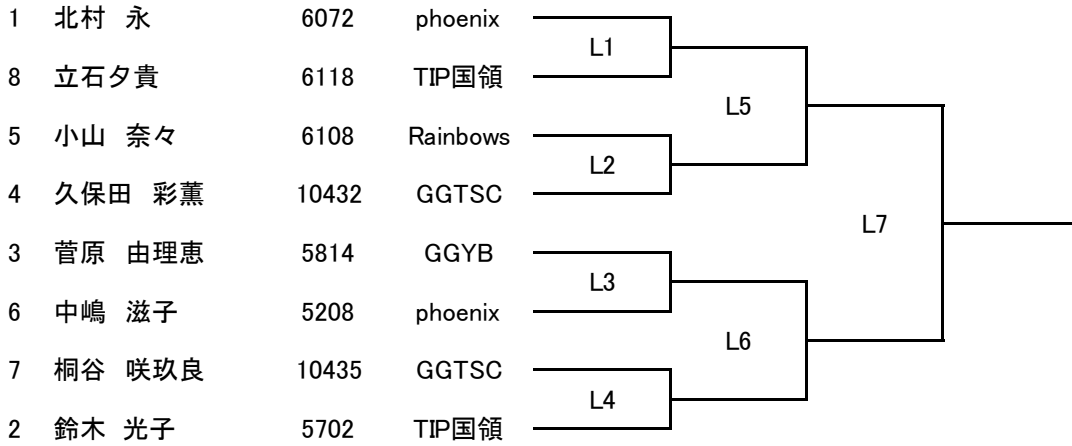 1 北村 永 6072 phoenix
L1
8 立石夕貴 6118 TIP国領
L5
5 小山 奈々 6108 Rainbows
L2
4 久保田 彩薫 10432 GGTSC
L7
3 菅原 由理恵 5814 GGYB
L3
6 中嶋 滋子 5208 phoenix
L6
7 桐谷 咲玖良 10435 GGTSC
L4
2 鈴木 光子 5702 TIP国領